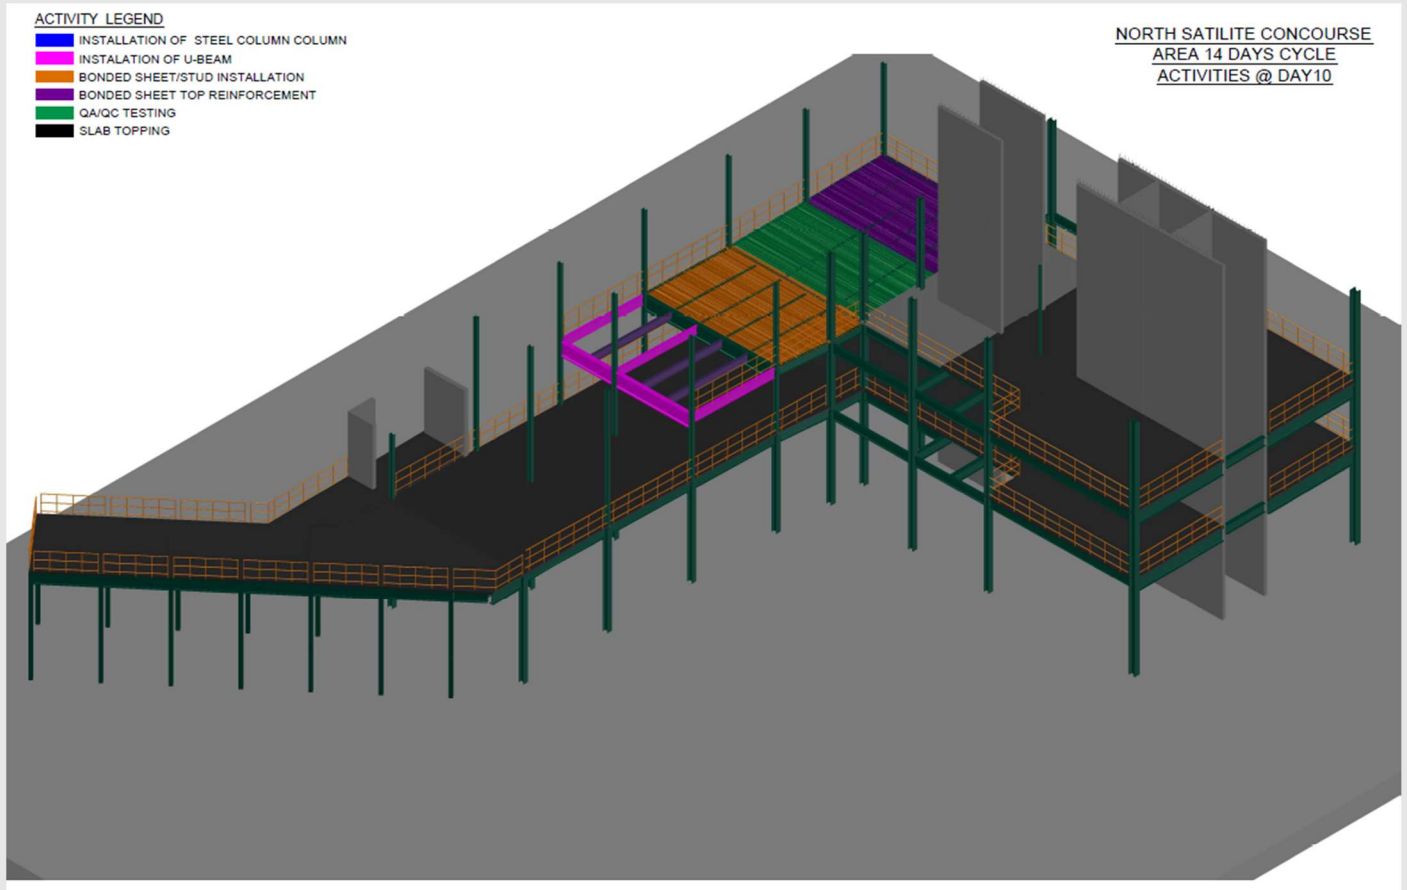 ACTIVITY LEGEND
INSTALLATION OF STEEL COLUMN COLUMN
INSTALATION OF U-BEAM
BONDED SHEET/STUD INSTALLATION
BONDED SHEET TOP REINFORCEMENT
QA/QC TESTING
SLAB TOPPING
NORTH SATILITE CONCOURSE
AREA 14 DAYS CYCLE
ACTIVITIES @ DAY10